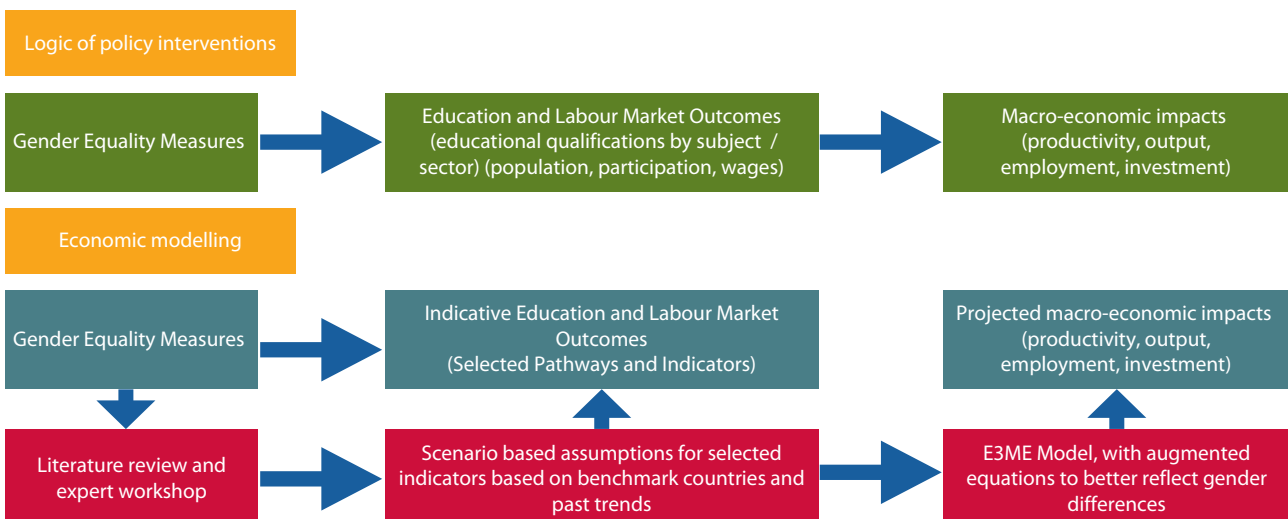 Logic of policy interventions
Gender Equality Measures
Education and Labour Market Outcomes
(educational qualifications by subject /
sector) (population, participation, wages)
Macro-economic impacts
(productivity, output,
employment, investment)
Economic modelling
Gender Equality Measures
Indicative Education and Labour Market
Outcomes
(Selected Pathways and Indicators)
Projected macro-economic impacts
(productivity, output,
employment, investment)
Literature review and
expert workshop
Scenario based assumptions for selected
indicators based on benchmark countries and
past trends
E3ME Model, with augmented
equations to better reflect gender
differences